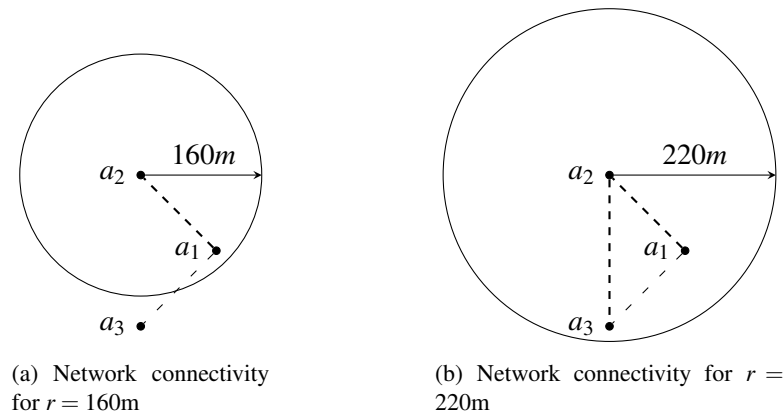 160m
a₂
a₁
a₃
(a) Network connectivity
for r = 160m
220m
a₂
a₁
a₃
(b) Network connectivity for r =
220m